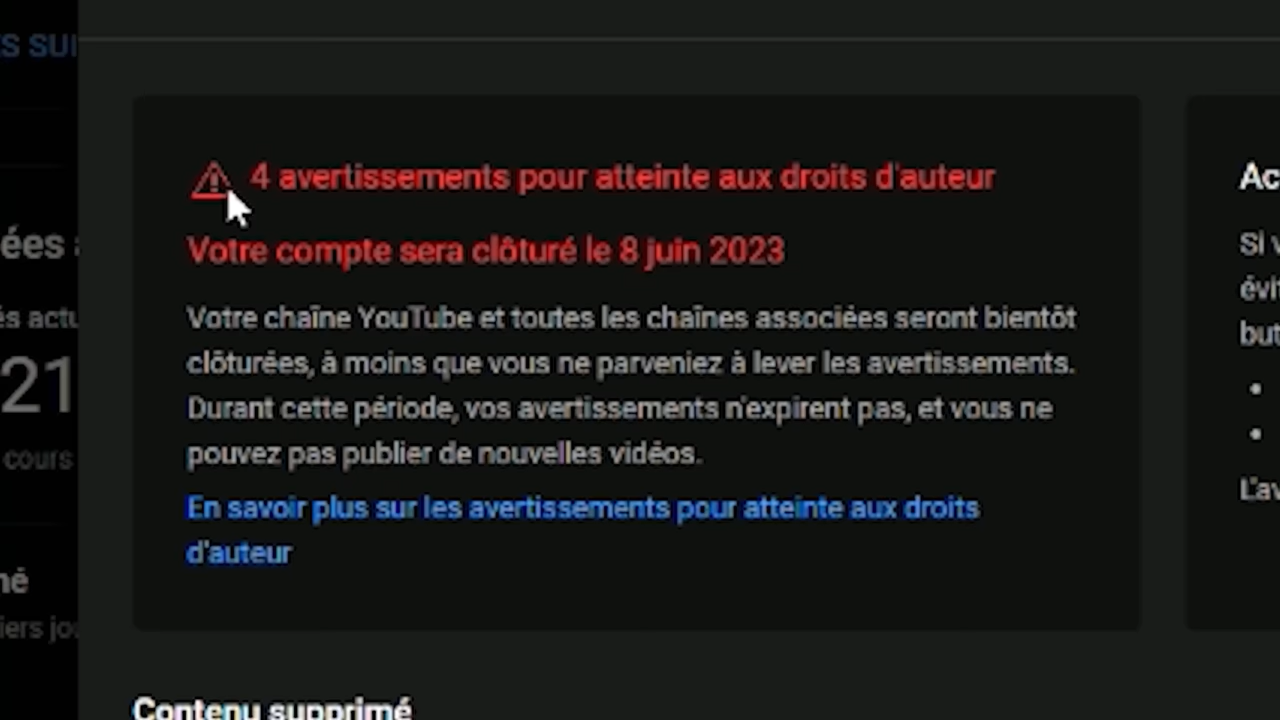 4 avertissements pour atteinte aux droits d'auteur
Votre compte sera clôturé le 8 juin 2023
Votre chaîne YouTube et toutes les chaînes associées seront bientôt
clôturées, à moins que vous ne parveniez à lever les avertissements.
Durant cette période, vos avertissements n'expirent pas, et vous ne
pouvez pas publier de nouvelles vidéos.
En savoir plus sur les avertissements pour atteinte aux droits
d'auteur
Contenu supprimé
21
cours
Si